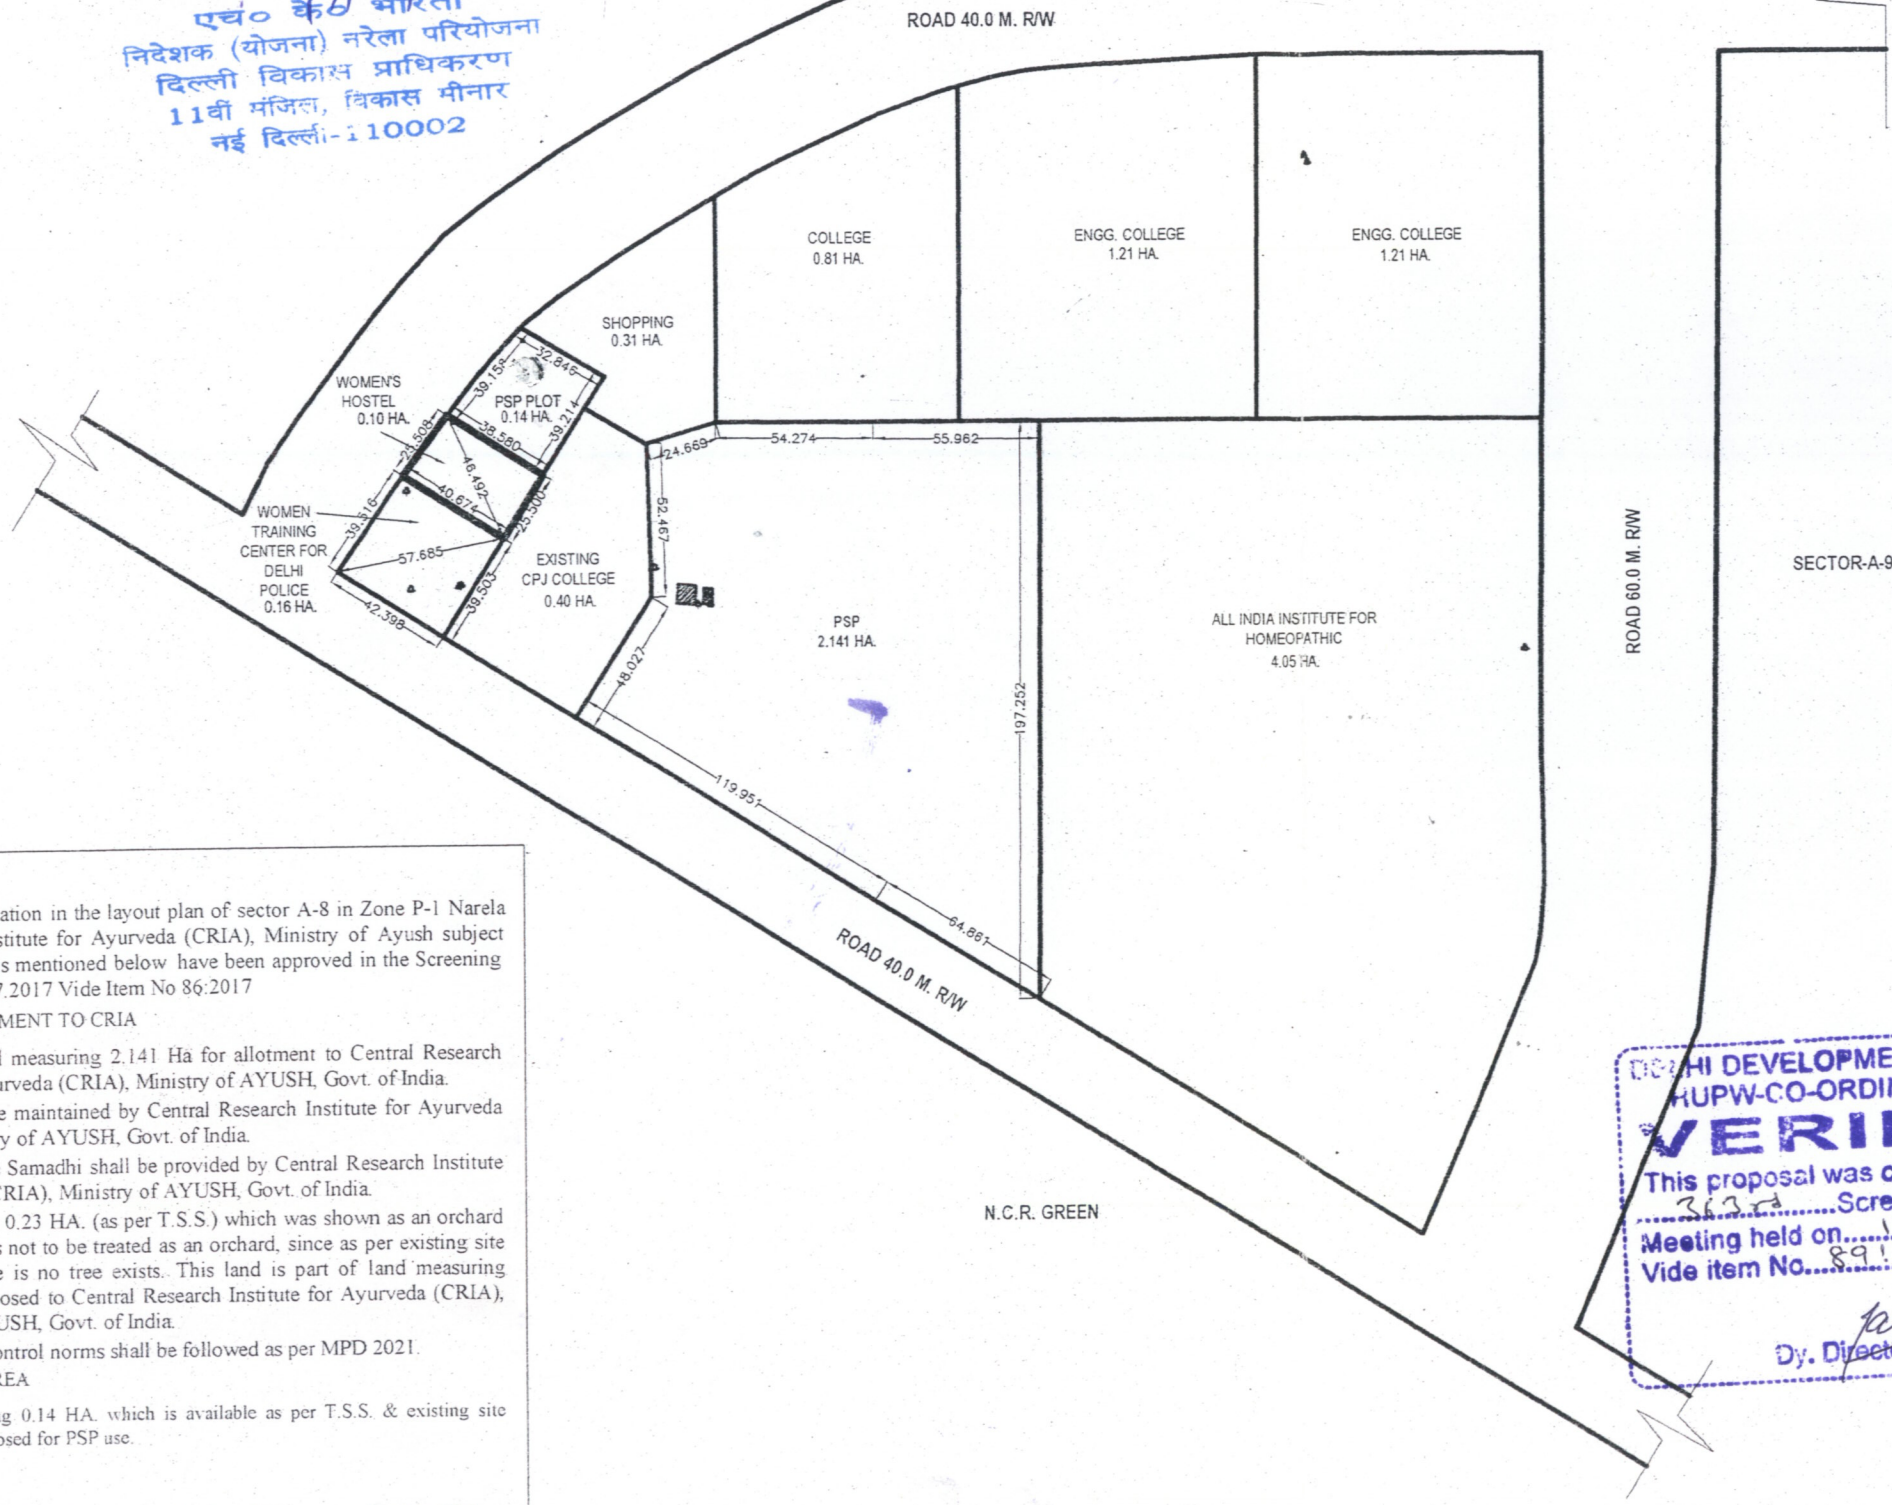 एच० के० भारती
निदेशक (योजना) नरेला परियोजना
दिल्ली विकास प्राधिकरण
11वीं मंजिल, विकास मीनार
नई दिल्ली-110002
ROAD 40.0 M. R/W
COLLEGE
0.81 HA.
ENGG. COLLEGE
1.21 HA.
ENGG. COLLEGE
1.21 HA.
SHOPPING
0.31 HA.
32.846
39.158
PSP PLOT
0.14 HA.
39.214
38.580
WOMEN'S
HOSTEL
0.10 HA.
25.508
46.492
40.674
25.500
WOMEN
TRAINING
CENTER FOR
DELHI
POLICE
0.16 HA.
39.516
57.685
39.503
42.398
EXISTING
CPJ COLLEGE
0.40 HA.
24.669
54.274
55.962
52.467
48.027
PSP
2.141 HA.
197.252
119.951
64.861
ALL INDIA INSTITUTE FOR
HOMEOPATHIC
4.05 HA.
ROAD 60.0 M. R/W
SECTOR-A-9
ROAD 40.0 M. R/W
N.C.R. GREEN
ation in the layout plan of sector A-8 in Zone P-1 Narela
stitute for Ayurveda (CRIA), Ministry of Ayush subject
s mentioned below have been approved in the Screening
7.2017 Vide Item No 86:2017
MENT TO CRIA
l measuring 2.141 Ha for allotment to Central Research
urveda (CRIA), Ministry of AYUSH, Govt. of India.
e maintained by Central Research Institute for Ayurveda
y of AYUSH, Govt. of India.
Samadhi shall be provided by Central Research Institute
CRIA), Ministry of AYUSH, Govt. of India.
0.23 HA. (as per T.S.S.) which was shown as an orchard
s not to be treated as an orchard, since as per existing site
e is no tree exists. This land is part of land measuring
posed to Central Research Institute for Ayurveda (CRIA),
USH, Govt. of India.
ontrol norms shall be followed as per MPD 2021.
REA
g 0.14 HA. which is available as per T.S.S. & existing site
osed for PSP use.
DELHI DEVELOPME
HUPW-CO-ORDI
VERI
This proposal was c
363rd Scre
Meeting held on
Vide item No. 89
Dy. Direct